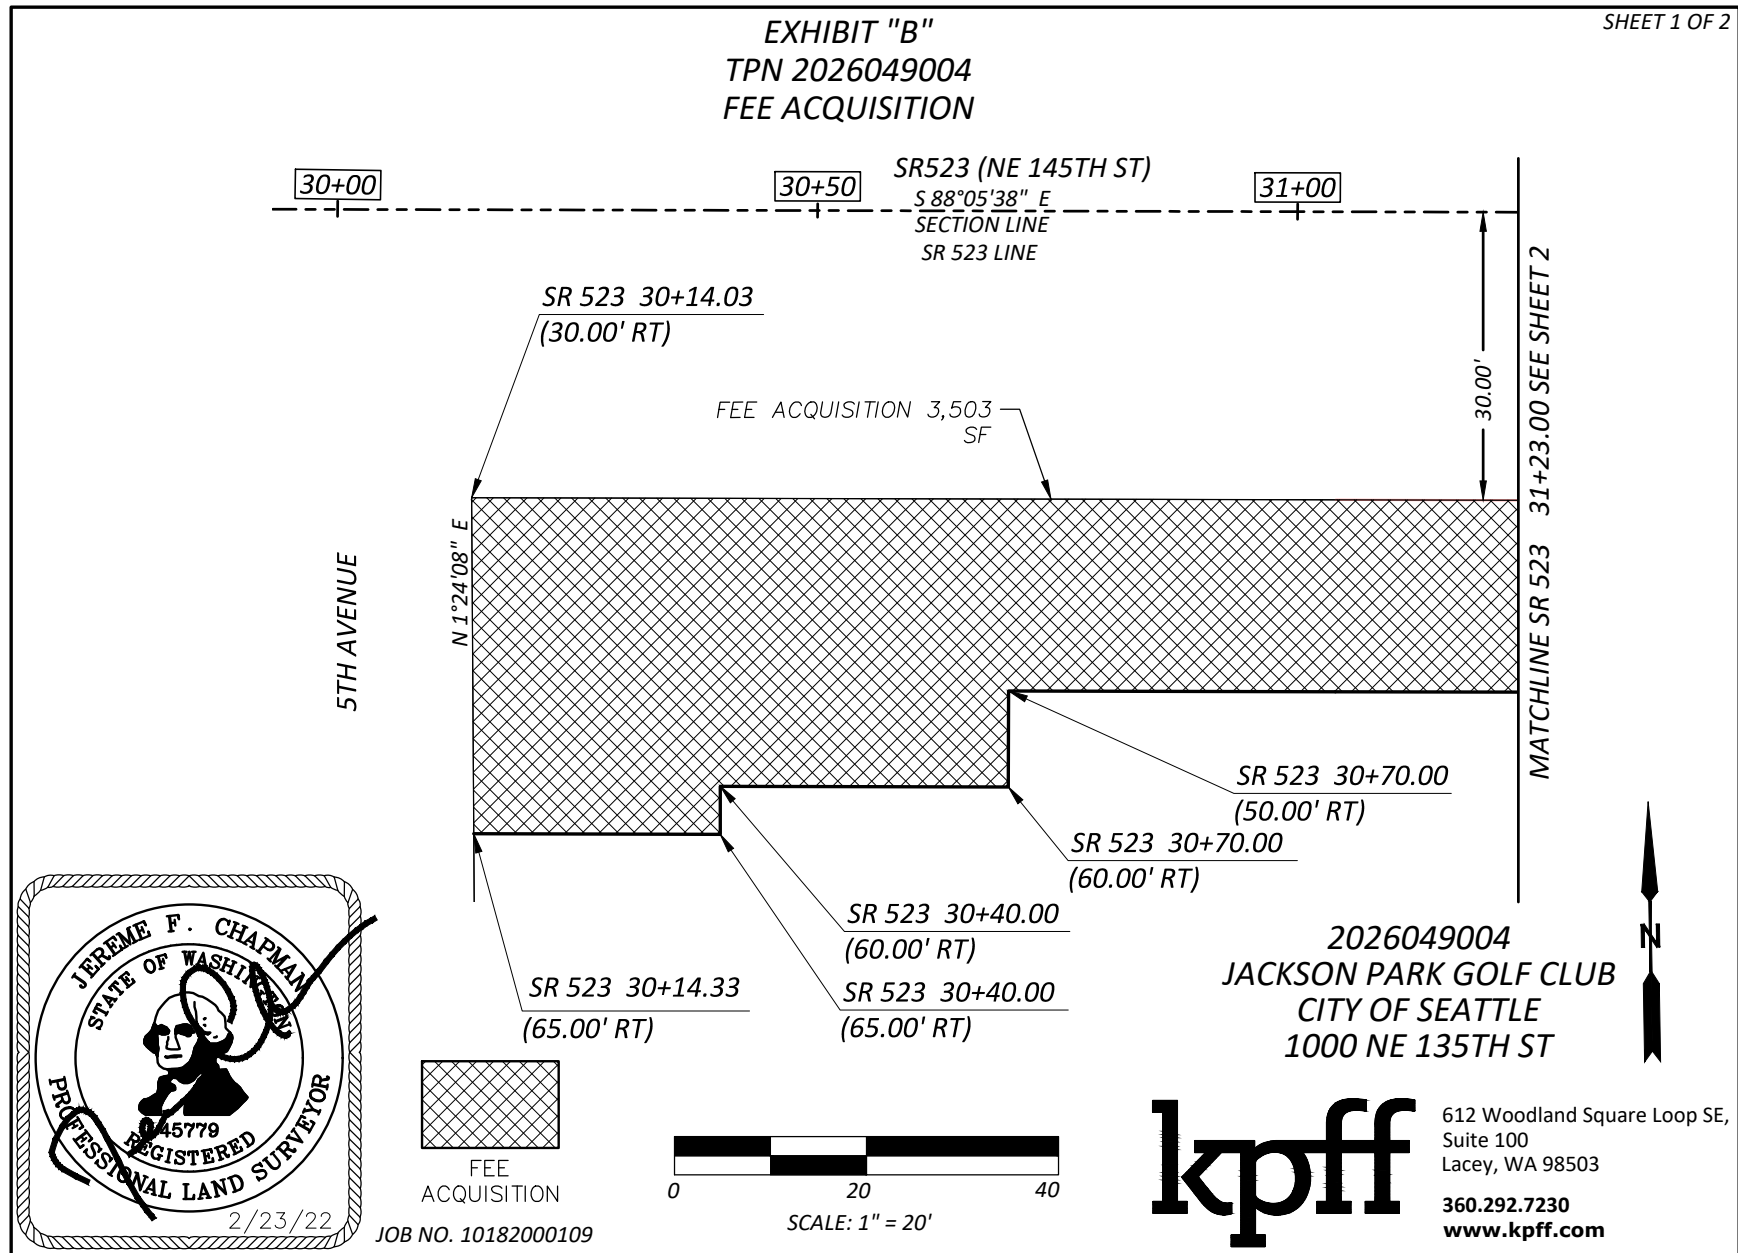 SHEET 1 OF 2
EXHIBIT "B"
TPN 2026049004
FEE ACQUISITION
SR523 (NE 145TH ST)
30+00
30+50
31+00
S 88°05'38" E
SECTION LINE
SR 523 LINE
SR 523 30+14.03
(30.00' RT)
30.00'
MATCHLINE SR 523 31+23.00 SEE SHEET 2
FEE ACQUISITION 3,503
SF
N 1°24'08" E
5TH AVENUE
SR 523 30+70.00
(50.00' RT)
SR 523 30+70.00
(60.00' RT)
SR 523 30+40.00
(60.00' RT)
SR 523 30+14.33
(65.00' RT)
SR 523 30+40.00
(65.00' RT)
N
2026049004
JACKSON PARK GOLF CLUB
CITY OF SEATTLE
1000 NE 135TH ST
JEREME F. CHAPMAN
STATE OF WASHINGTON
45779
REGISTERED
PROFESSIONAL LAND SURVEYOR
2/23/22
FEE
ACQUISITION
JOB NO. 10182000109
0 20 40
SCALE: 1" = 20'
kpff
612 Woodland Square Loop SE,
Suite 100
Lacey, WA 98503
360.292.7230
www.kpff.com